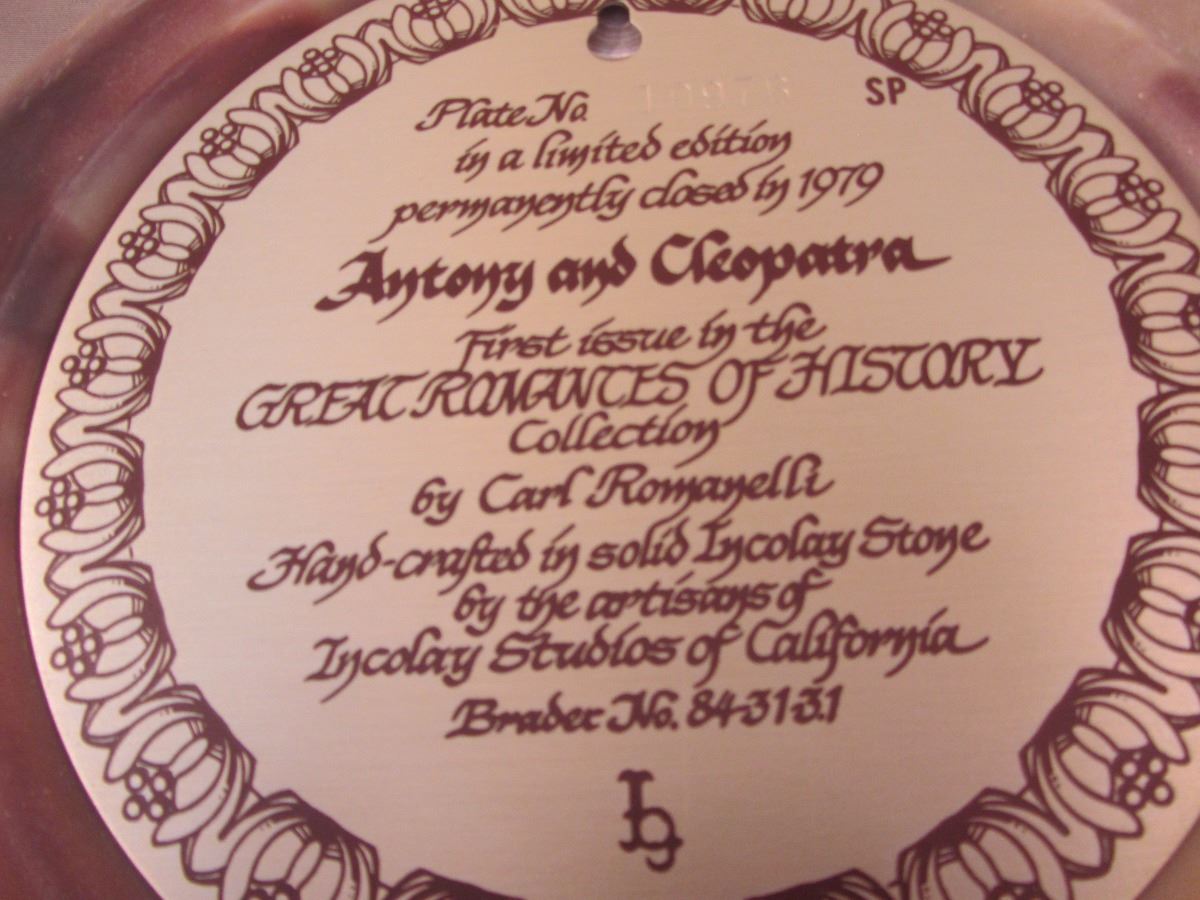 Plate No.
SP
in a limited edition
permanently closed in 1979
Antony and Cleopatra
First issue in the
GREAT ROMANCES OF HISTORY
Collection
by Carl Romanelli
Hand-crafted in solid Incolay Stone
by the artisans of
Incolay Studios of California
Bradex No. 84-31-3.1